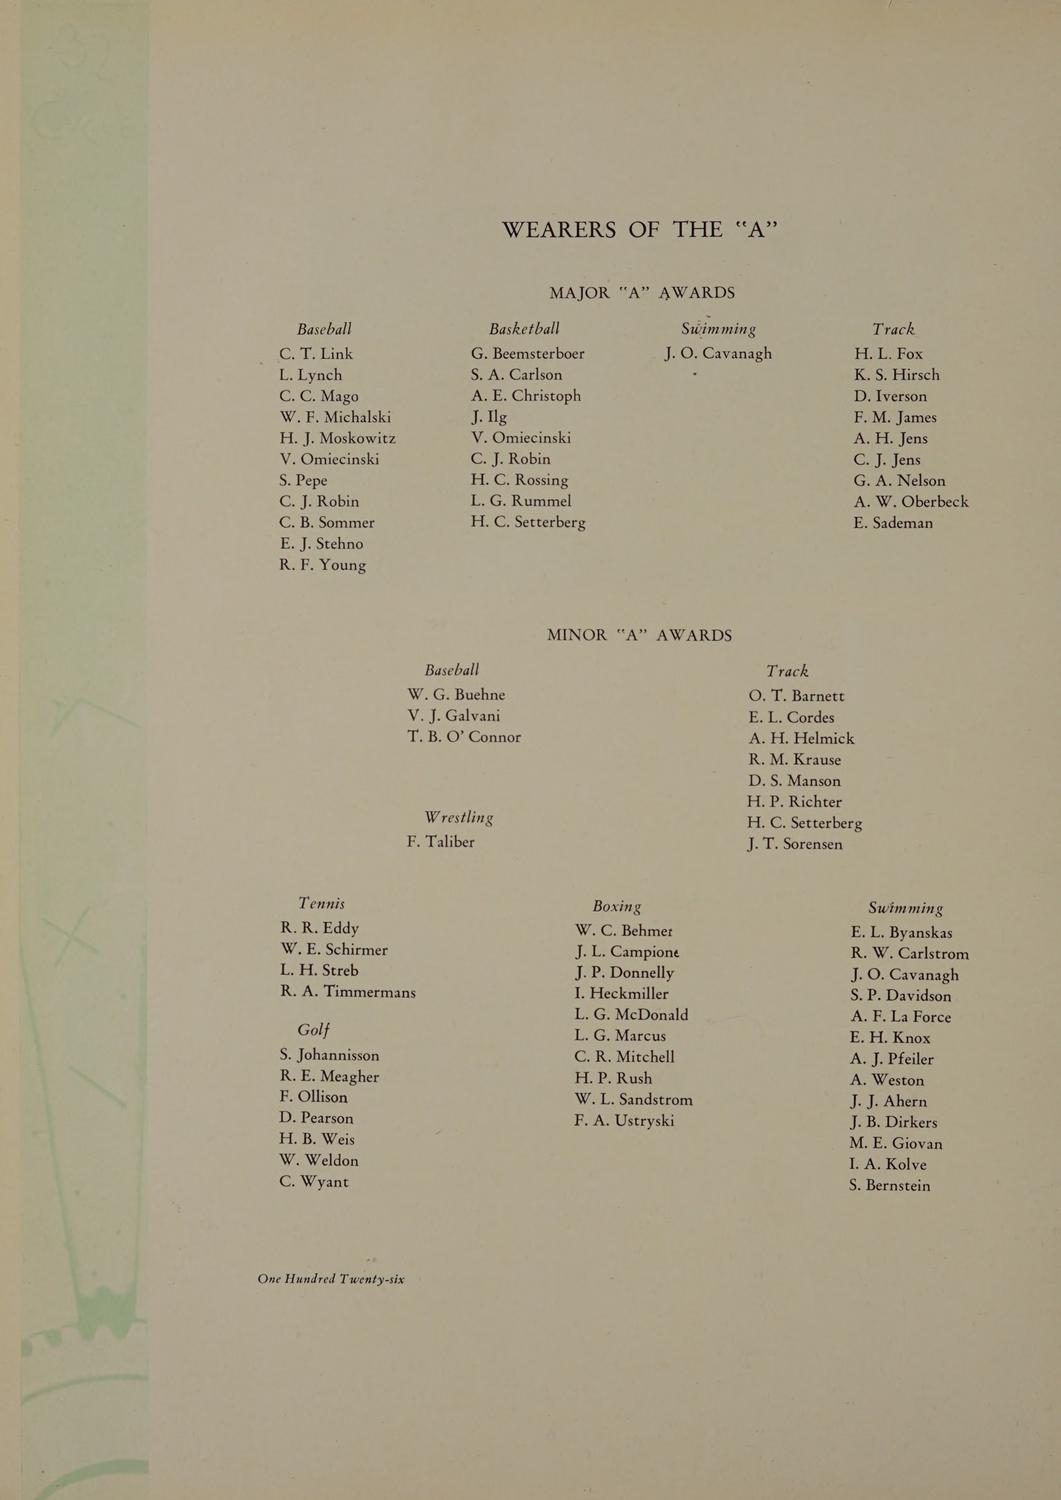 WEARERS OF THE "A"
MAJOR "A" AWARDS
Baseball
C. T. Link
L. Lynch
C. C. Mago
W. F. Michalski
H. J. Moskowitz
V. Omiecinski
S. Pepe
C. J. Robin
C. B. Sommer
E. J. Stehno
R. F. Young
Basketball
G. Beemsterboer
S. A. Carlson
A. E. Christoph
J. Ilg
V. Omiecinski
C. J. Robin
H. C. Rossing
L. G. Rummel
H. C. Setterberg
Swimming
J. O. Cavanagh
Track
H. L. Fox
K. S. Hirsch
D. Iverson
F. M. James
A. H. Jens
C. J. Jens
G. A. Nelson
A. W. Oberbeck
E. Sademan
MINOR "A" AWARDS
Baseball
W. G. Buehne
V. J. Galvani
T. B. O' Connor
Wrestling
F. Taliber
Track
O. T. Barnett
E. L. Cordes
A. H. Helmick
R. M. Krause
D. S. Manson
H. P. Richter
H. C. Setterberg
J. T. Sorensen
Tennis
R. R. Eddy
W. E. Schirmer
L. H. Streb
R. A. Timmermans
Golf
S. Johannisson
R. E. Meagher
F. Ollison
D. Pearson
H. B. Weis
W. Weldon
C. Wyant
Boxing
W. C. Behmer
J. L. Campione
J. P. Donnelly
I. Heckmiller
L. G. McDonald
L. G. Marcus
C. R. Mitchell
H. P. Rush
W. L. Sandstrom
F. A. Ustryski
Swimming
E. L. Byanskas
R. W. Carlstrom
J. O. Cavanagh
S. P. Davidson
A. F. La Force
E. H. Knox
A. J. Pfeiler
A. Weston
J. J. Ahern
J. B. Dirkers
M. E. Giovan
I. A. Kolve
S. Bernstein
One Hundred Twenty-six